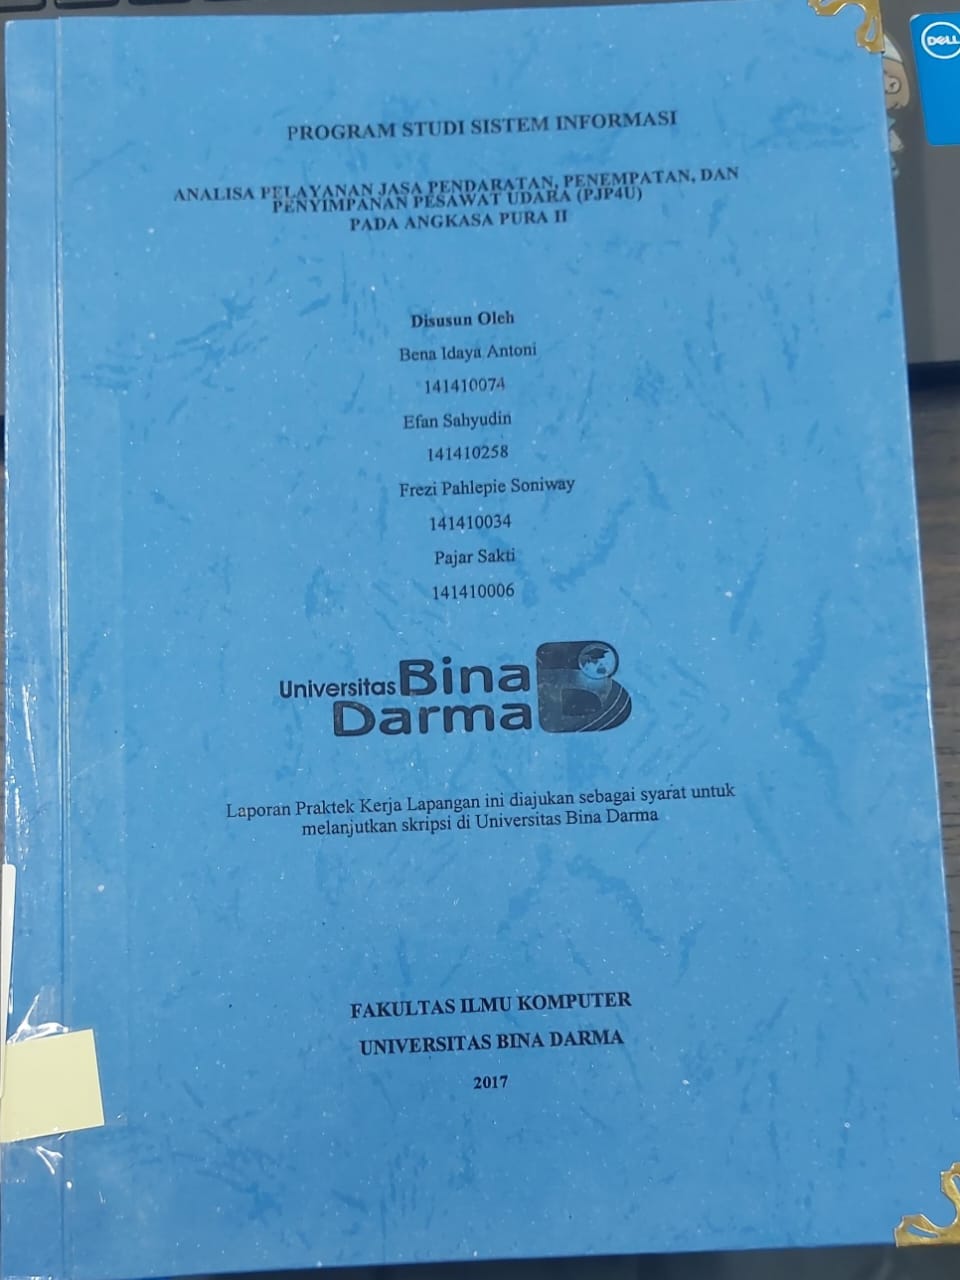 PROGRAM STUDI SISTEM INFORMASI
ANALISA PELAYANAN JASA PENDARATAN, PENEMPATAN, DAN
PENYIMPANAN PESAWAT UDARA (PJP4U)
PADA ANGKASA PURA II
Disusun Oleh
Bena Idaya Antoni
141410074
Efan Sahyudin
141410258
Frezi Pahlepie Soniway
141410034
Pajar Sakti
141410006
Universitas Bina
Darma
Laporan Praktek Kerja Lapangan ini diajukan sebagai syarat untuk
melanjutkan skripsi di Universitas Bina Darma
FAKULTAS ILMU KOMPUTER
UNIVERSITAS BINA DARMA
2017
DELL